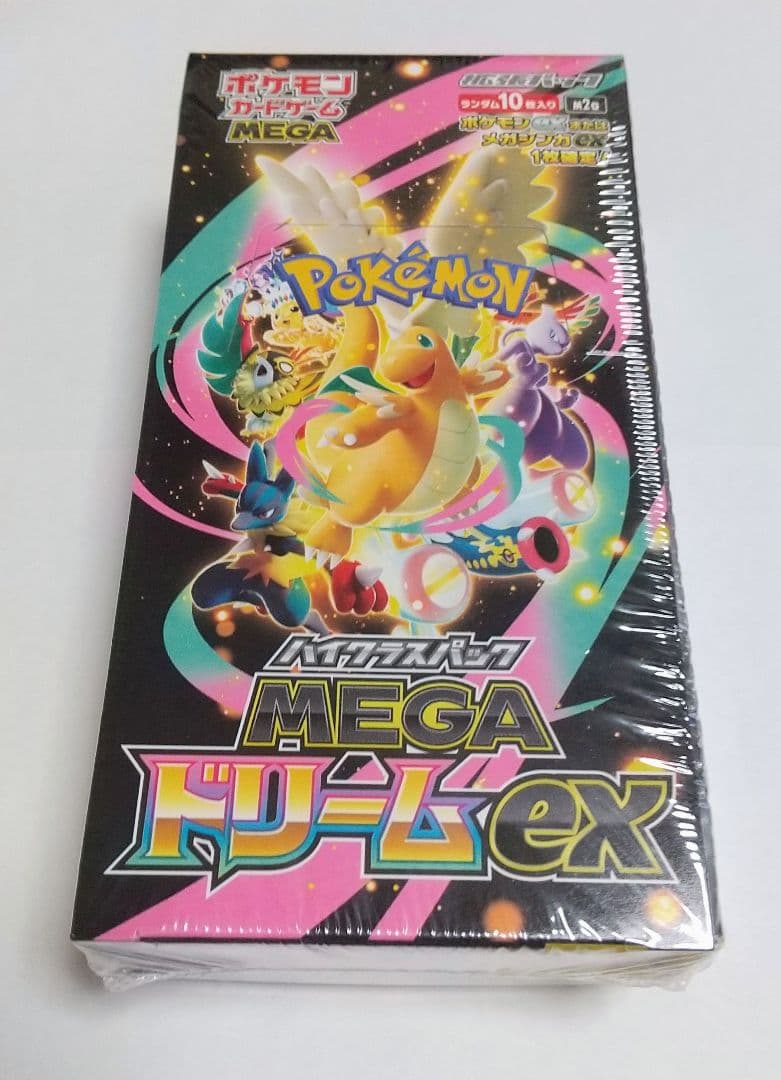 ポケモン
カードゲーム
MEGA
拡張パック
ランダム10枚入り
M2a
ポケモンexまたは
メガシンカex
1枚確定!
POKÉMON
ハイクラスパック
MEGA
ドリームex